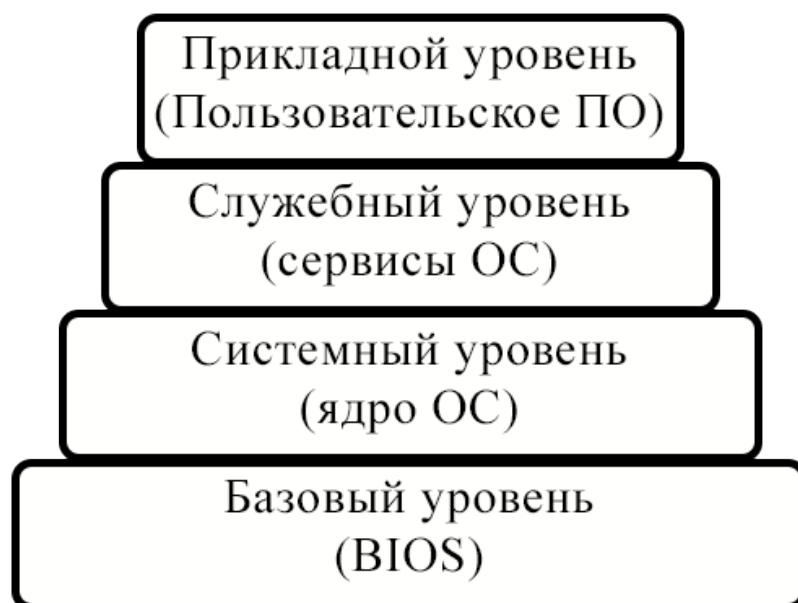 Прикладной уровень
(Пользовательское ПО)
Служебный уровень
(сервисы ОС)
Системный уровень
(ядро ОС)
Базовый уровень
(BIOS)